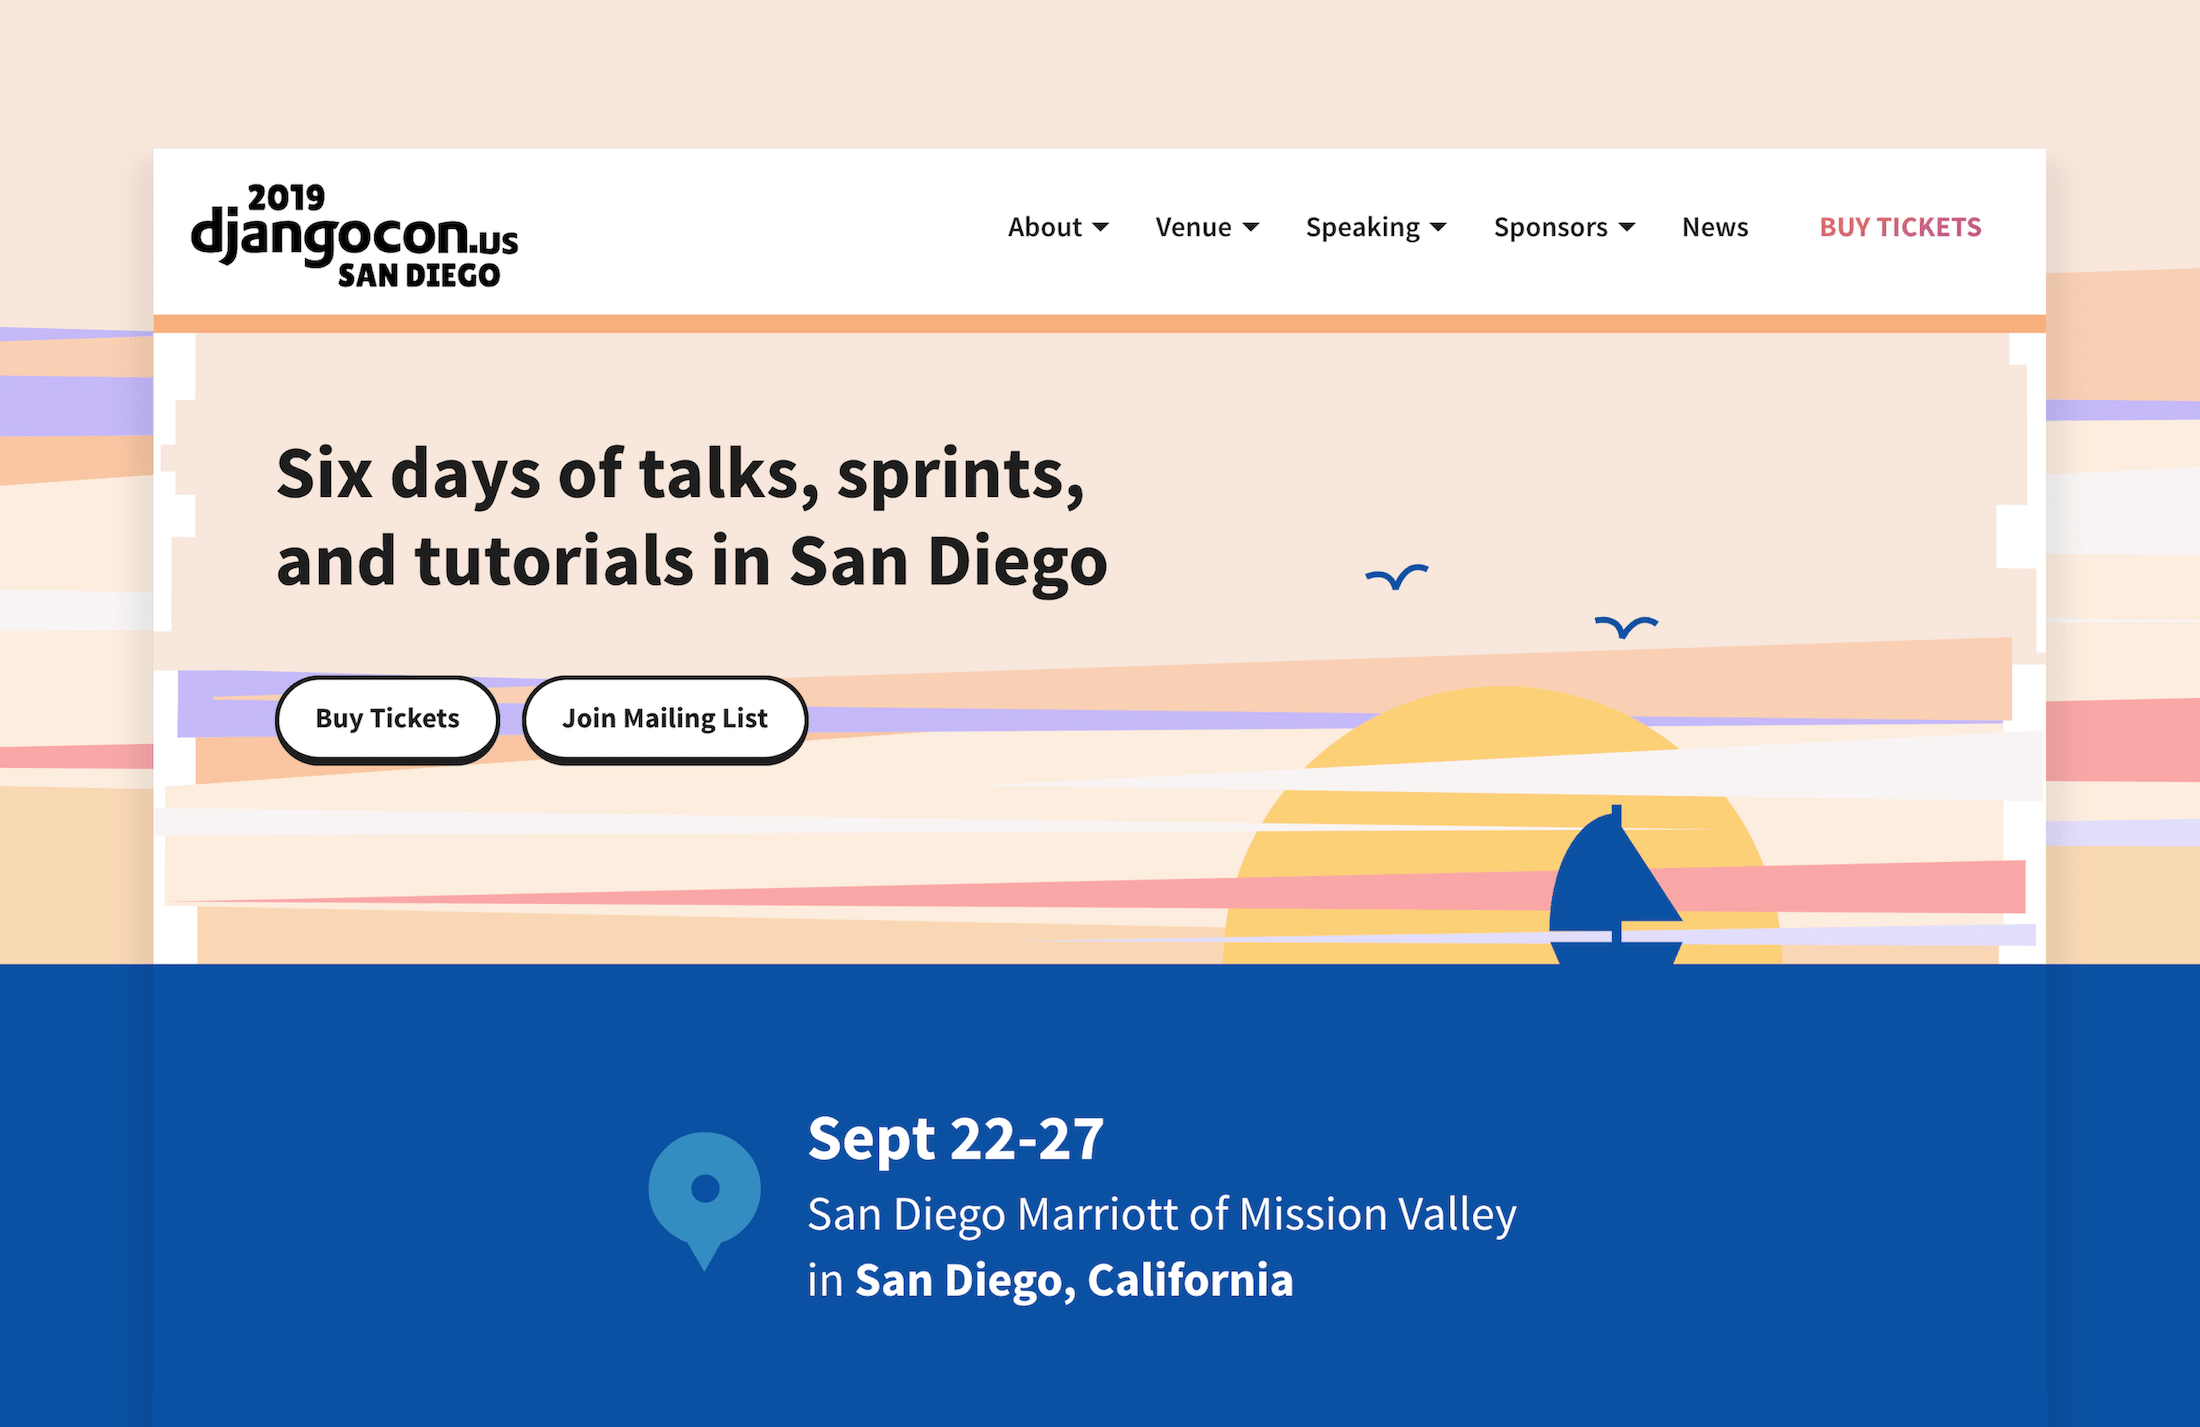 2019
djangocon.us
SAN DIEGO
About
Venue
Speaking
Sponsors
News
BUY TICKETS
Six days of talks, sprints,
and tutorials in San Diego
Buy Tickets
Join Mailing List
Sept 22-27
San Diego Marriott of Mission Valley
in San Diego, California